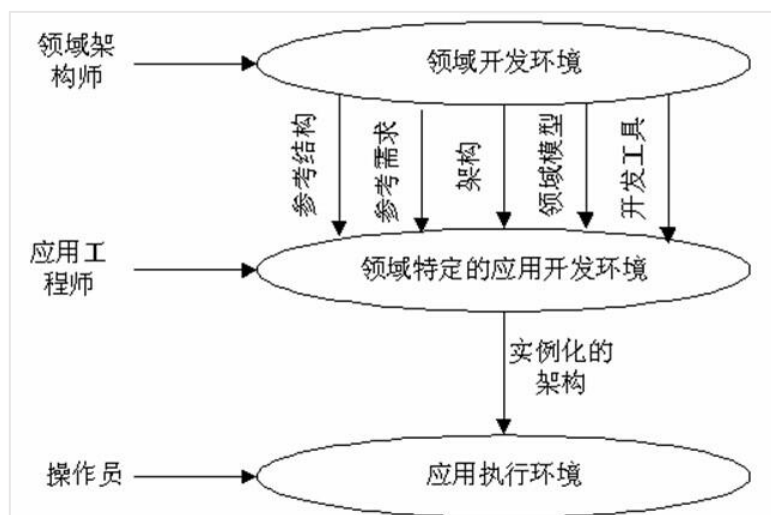 领域架
构师
领域开发环境
参考结构
参考需求
架构
领域模型
开发工具
应用工
程师
领域特定的应用开发环境
实例化的
架构
操作员
应用执行环境